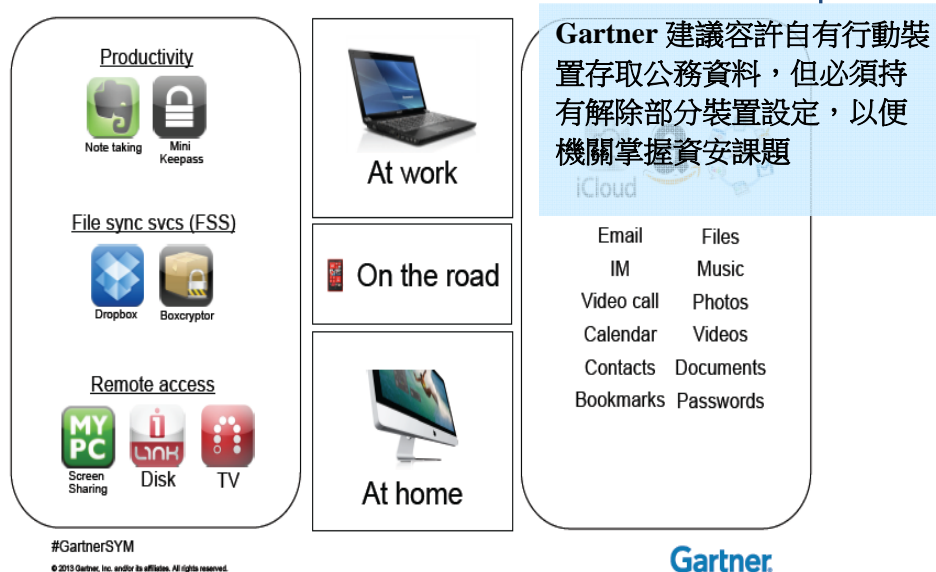 Gartner 建議容許自有行動裝
置存取公務資料，但必須持
有解除部分裝置設定，以便
機關掌握資安課題
Productivity
Note taking
Mini
Keepass
File sync svcs (FSS)
Dropbox
Boxcryptor
Remote access
MY
PC
Screen
Sharing
i
LINK
Disk
TV
At work
On the road
At home
iCloud
Email Files
IM Music
Video call Photos
Calendar Videos
Contacts Documents
Bookmarks Passwords
#GartnerSYM
© 2013 Gartner, Inc. and/or its affiliates. All rights reserved.
Gartner.